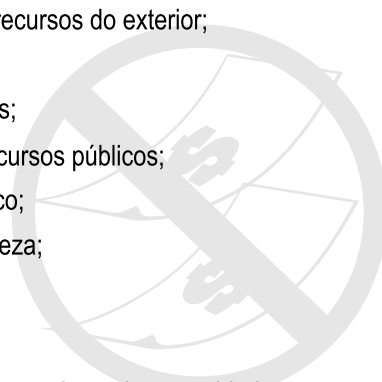 recursos do exterior;
s;
cursos públicos;
co;
eza;